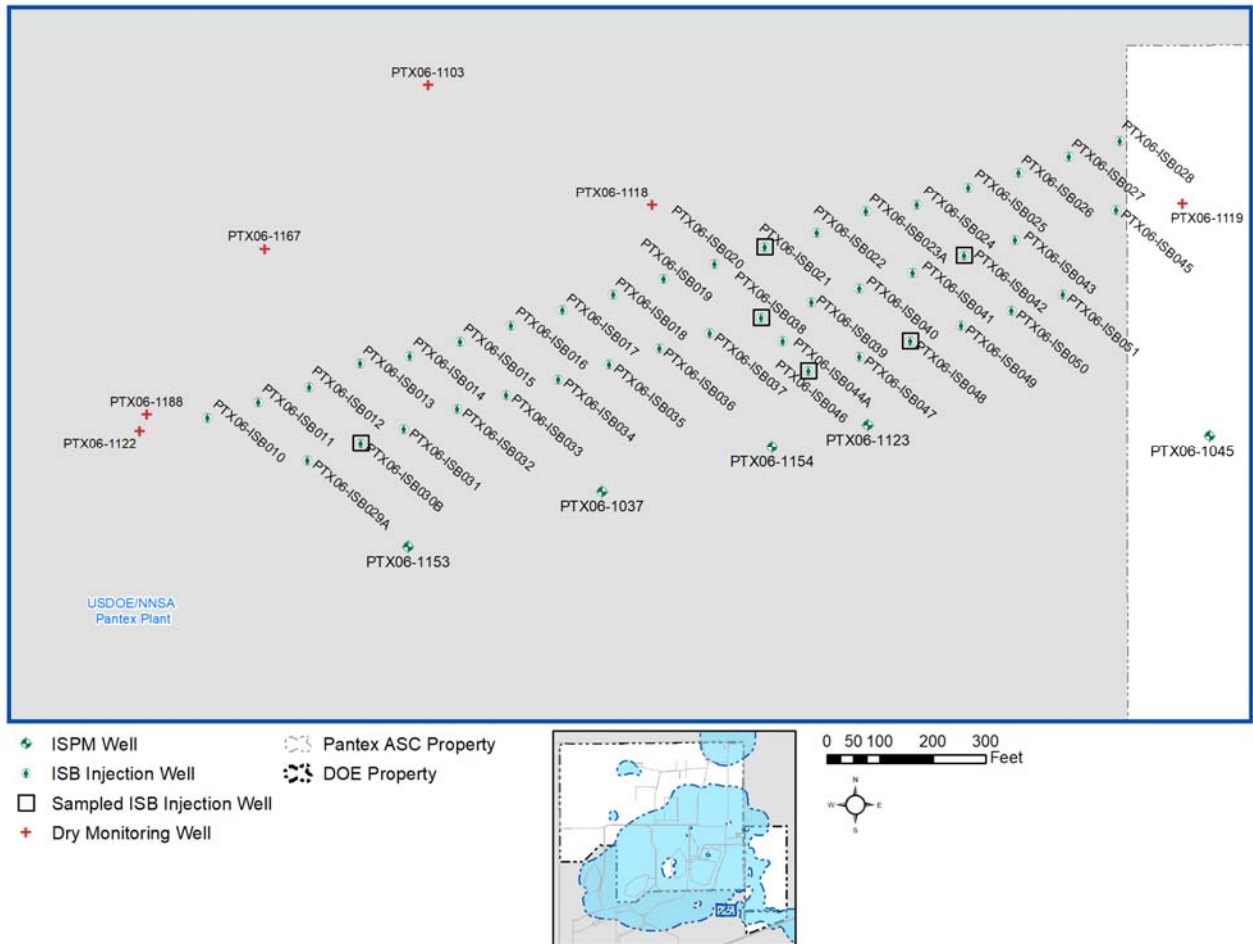 PTX06-1103
PTX06-ISB028
PTX06-ISB027
PTX06-ISB026
PTX06-ISB025
PTX06-ISB024
PTX06-ISB023A
PTX06-ISB022
PTX06-ISB021
PTX06-1118
PTX06-ISB020
PTX06-1119
PTX06-ISB045
PTX06-1167
PTX06-ISB019
PTX06-ISB043
PTX06-ISB042
PTX06-ISB041
PTX06-ISB040
PTX06-ISB039
PTX06-ISB038
PTX06-ISB018
PTX06-ISB017
PTX06-ISB016
PTX06-ISB015
PTX06-ISB014
PTX06-ISB013
PTX06-ISB012
PTX06-ISB011
PTX06-ISB010
PTX06-ISB051
PTX06-ISB050
PTX06-ISB049
PTX06-ISB048
PTX06-ISB047
PTX06-ISB044A
PTX06-ISB046
PTX06-ISB037
PTX06-ISB036
PTX06-ISB035
PTX06-ISB034
PTX06-ISB033
PTX06-ISB032
PTX06-ISB031
PTX06-ISB030B
PTX06-ISB029A
PTX06-1188
PTX06-1122
PTX06-1123
PTX06-1154
PTX06-1045
PTX06-1037
PTX06-1153
USDOE/NNSA
Pantex Plant
ISPM Well
ISB Injection Well
Sampled ISB Injection Well
Dry Monitoring Well
Pantex ASC Property
DOE Property
0 50 100 200 300
Feet
N
W E
S